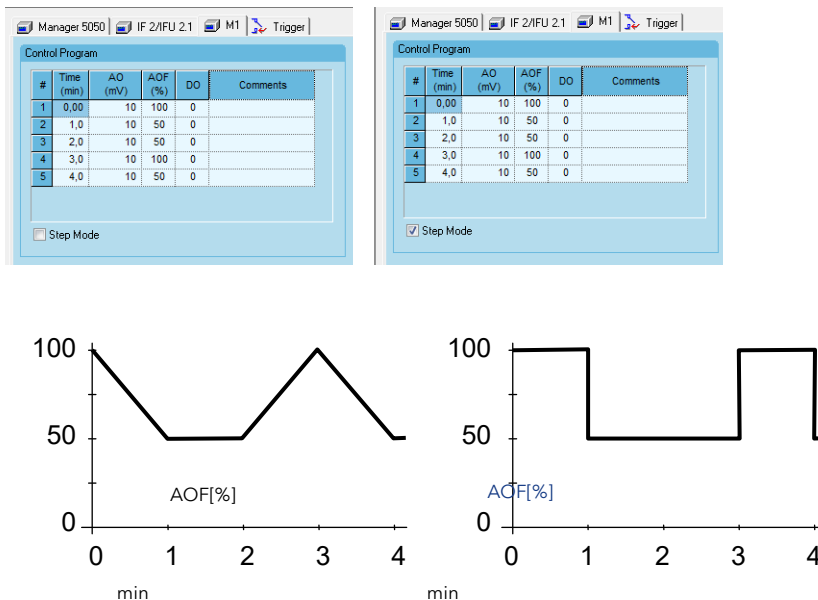 Manager 5050 IF 2/IFU 2.1 M1 Trigger
Control Program
# Time (min) AO (mV) AOF (%) DO Comments
1 0,00 10 100 0
2 1,0 10 50 0
3 2,0 10 50 0
4 3,0 10 100 0
5 4,0 10 50 0
Step Mode
Manager 5050 IF 2/IFU 2.1 M1 Trigger
Control Program
# Time (min) AO (mV) AOF (%) DO Comments
1 0,00 10 100 0
2 1,0 10 50 0
3 2,0 10 50 0
4 3,0 10 100 0
5 4,0 10 50 0
Step Mode
100
50
AOF[%]
0
0 1 2 3 4
min
100
50
AOF[%]
0
0 1 2 3 4
min